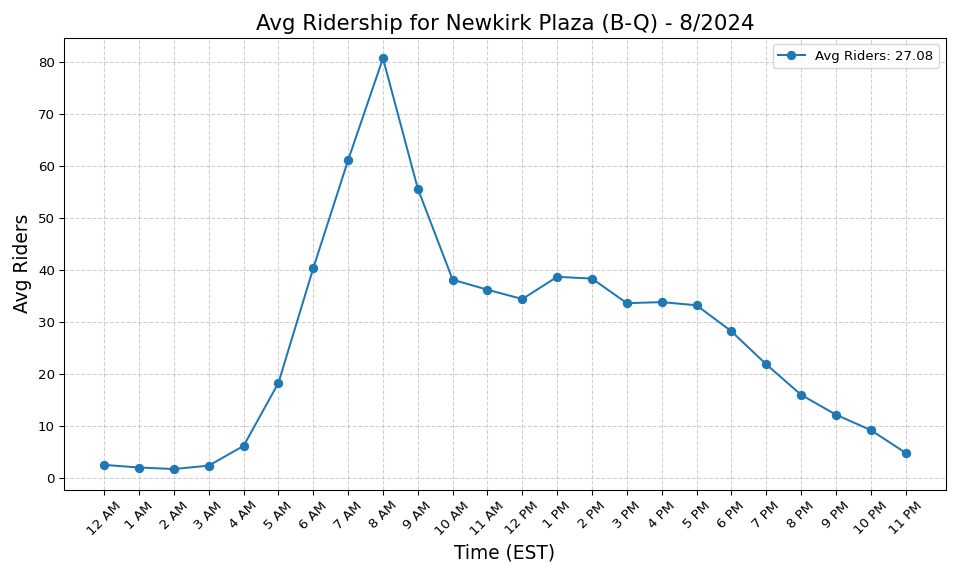 Avg Ridership for Newkirk Plaza (B-Q) - 8/2024
Avg Riders: 27.08
Avg Riders
80
70
60
50
40
30
20
10
0
12 AM
1 AM
2 AM
3 AM
4 AM
5 AM
6 AM
7 AM
8 AM
9 AM
10 AM
11 AM
12 PM
1 PM
2 PM
3 PM
4 PM
5 PM
6 PM
7 PM
8 PM
9 PM
10 PM
11 PM
Time (EST)